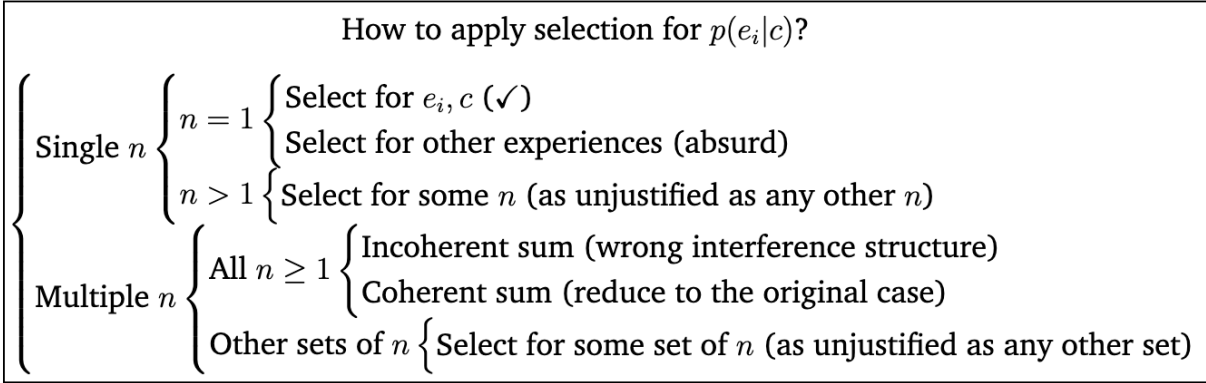 How to apply selection for p(e_i|c)?
Single n
n = 1
Select for e_i, c (✓)
Select for other experiences (absurd)
n > 1
Select for some n (as unjustified as any other n)
Multiple n
All n ≥ 1
Incoherent sum (wrong interference structure)
Coherent sum (reduce to the original case)
Other sets of n
Select for some set of n (as unjustified as any other set)